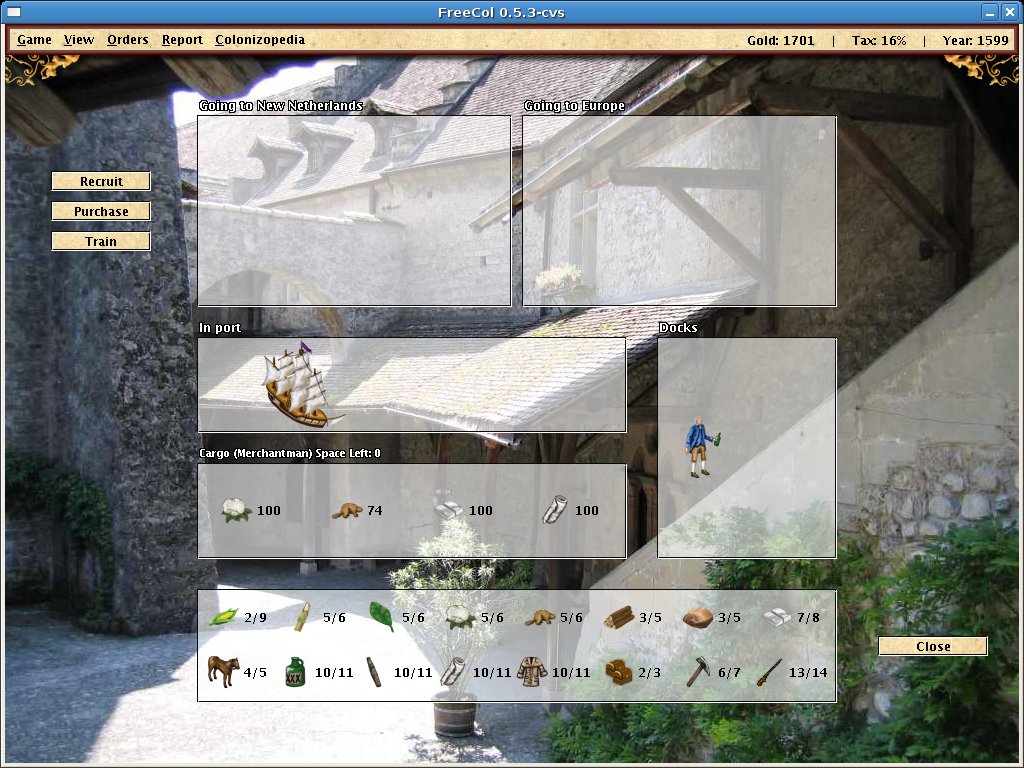 FreeCol 0.5.3-cvs
Game View Orders Report Colonizopedia Gold: 1701 | Tax: 16% | Year: 1599
Going to New Netherlands Going to Europe
Recruit
Purchase
Train
In port Docks
Cargo (Merchantman) Space Left: 0
100 74 100 100
2/9 5/6 5/6 5/6 5/6 3/5 3/5 7/8
Close
4/5 XXX 10/11 10/11 10/11 10/11 2/3 6/7 13/14